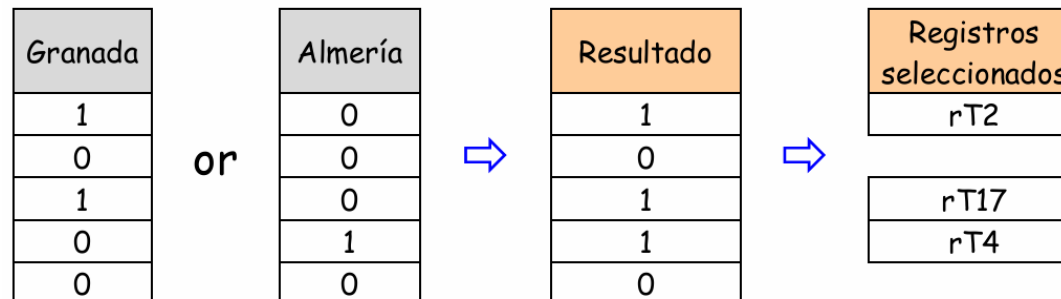 Granada Almería Resultado Registros
seleccionados
1 0 1 rT2
0 or 0 0
1 0 1 rT17
0 1 1 rT4
0 0 0